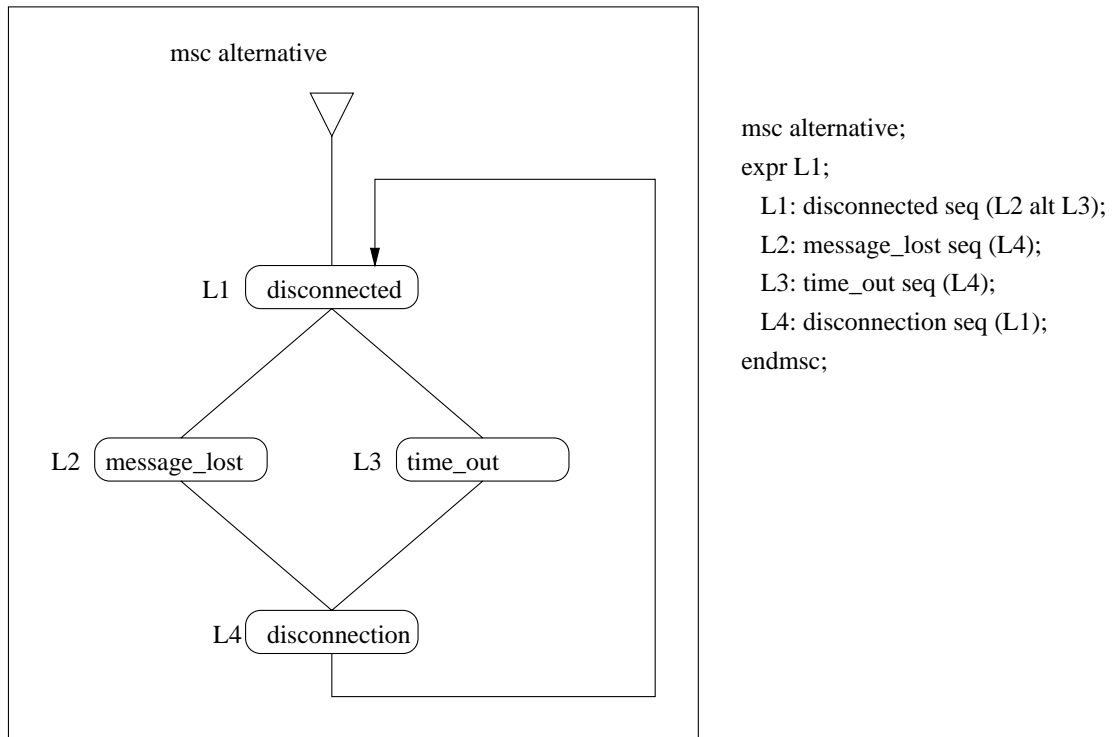 msc alternative
L1 disconnected
L2 message_lost L3 time_out
L4 disconnection
msc alternative;
expr L1;
L1: disconnected seq (L2 alt L3);
L2: message_lost seq (L4);
L3: time_out seq (L4);
L4: disconnection seq (L1);
endmsc;